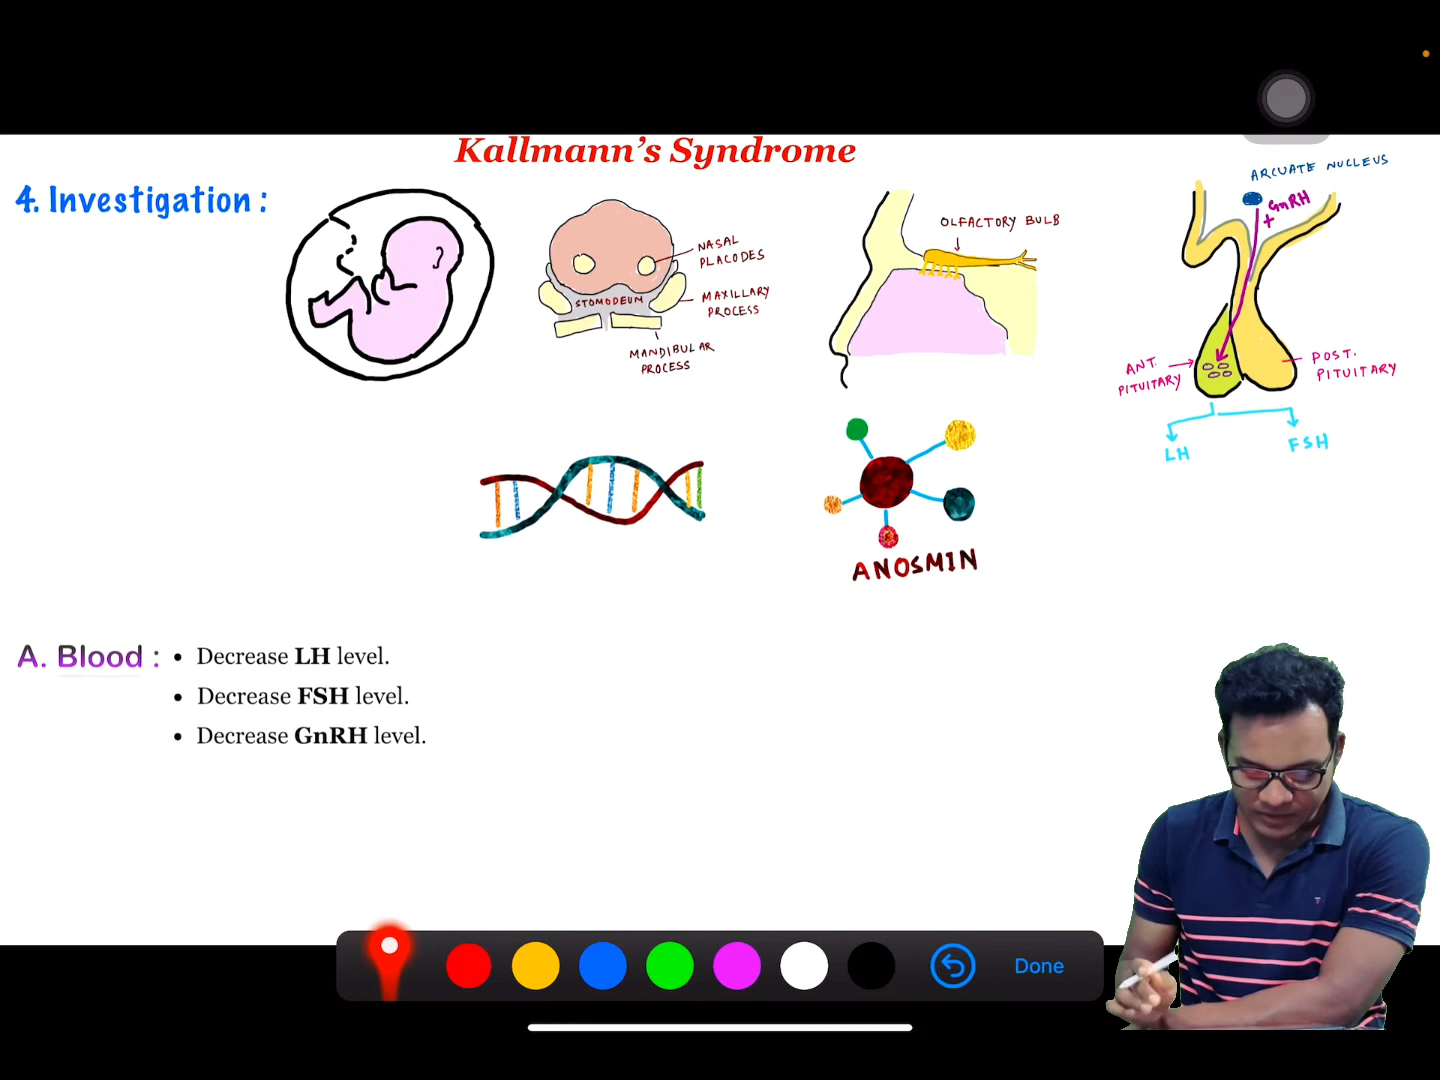 Kallmann's Syndrome
4. Investigation :
NASAL
PLACODES
STOMODEUM
MAXILLARY
PROCESS
MANDIBULAR
PROCESS
OLFACTORY BULB
ARCUATE NUCLEUS
GnRH
+
ANT.
PITUITARY
POST.
PITUITARY
LH
FSH
ANOSMIN
A. Blood :
• Decrease LH level.
• Decrease FSH level.
• Decrease GnRH level.
Done